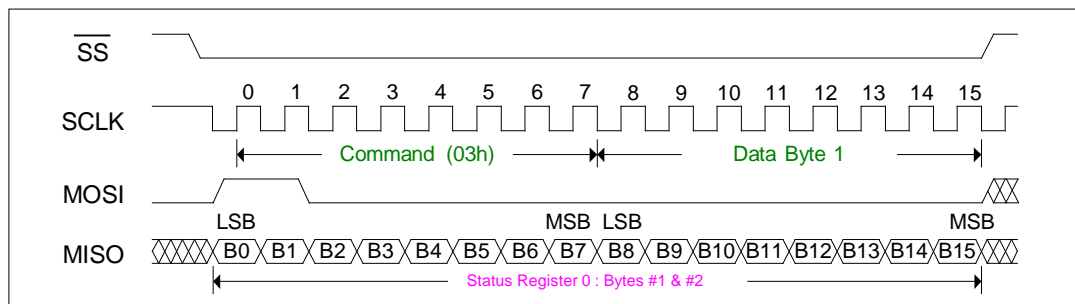 SS
0 1 2 3 4 5 6 7 8 9 10 11 12 13 14 15
SCLK
Command (03h) Data Byte 1
MOSI
LSB MSB LSB MSB
MISO B0 B1 B2 B3 B4 B5 B6 B7 B8 B9 B10 B11 B12 B13 B14 B15
Status Register 0 : Bytes #1 & #2